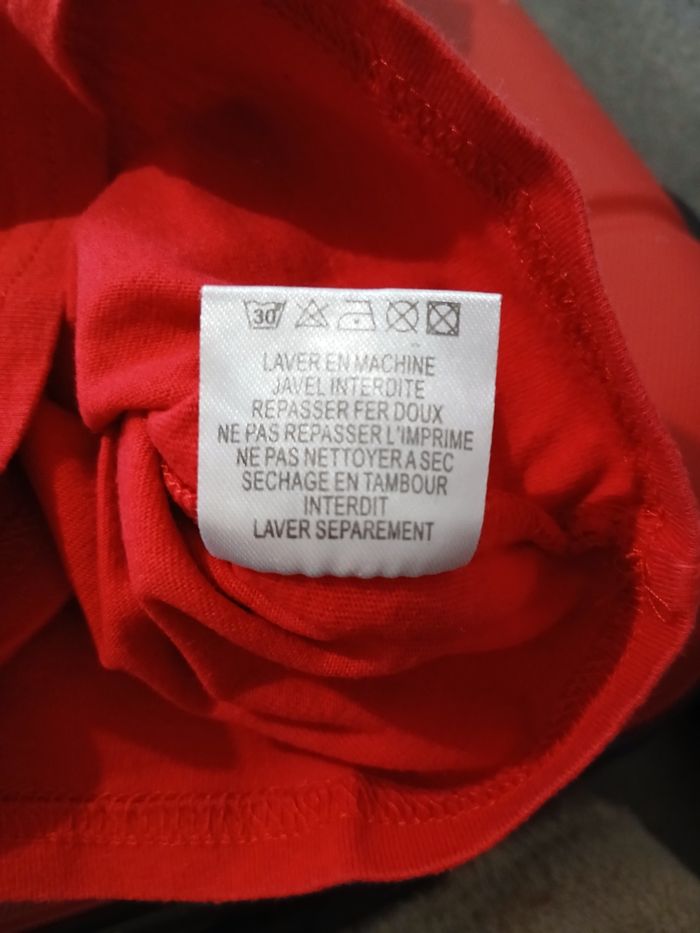 30
LAVER EN MACHINE
JAVEL INTERDITE
REPASSER FER DOUX
NE PAS REPASSER L'IMPRIME
NE PAS NETTOYER A SEC
SECHAGE EN TAMBOUR
INTERDIT
LAVER SEPAREMENT